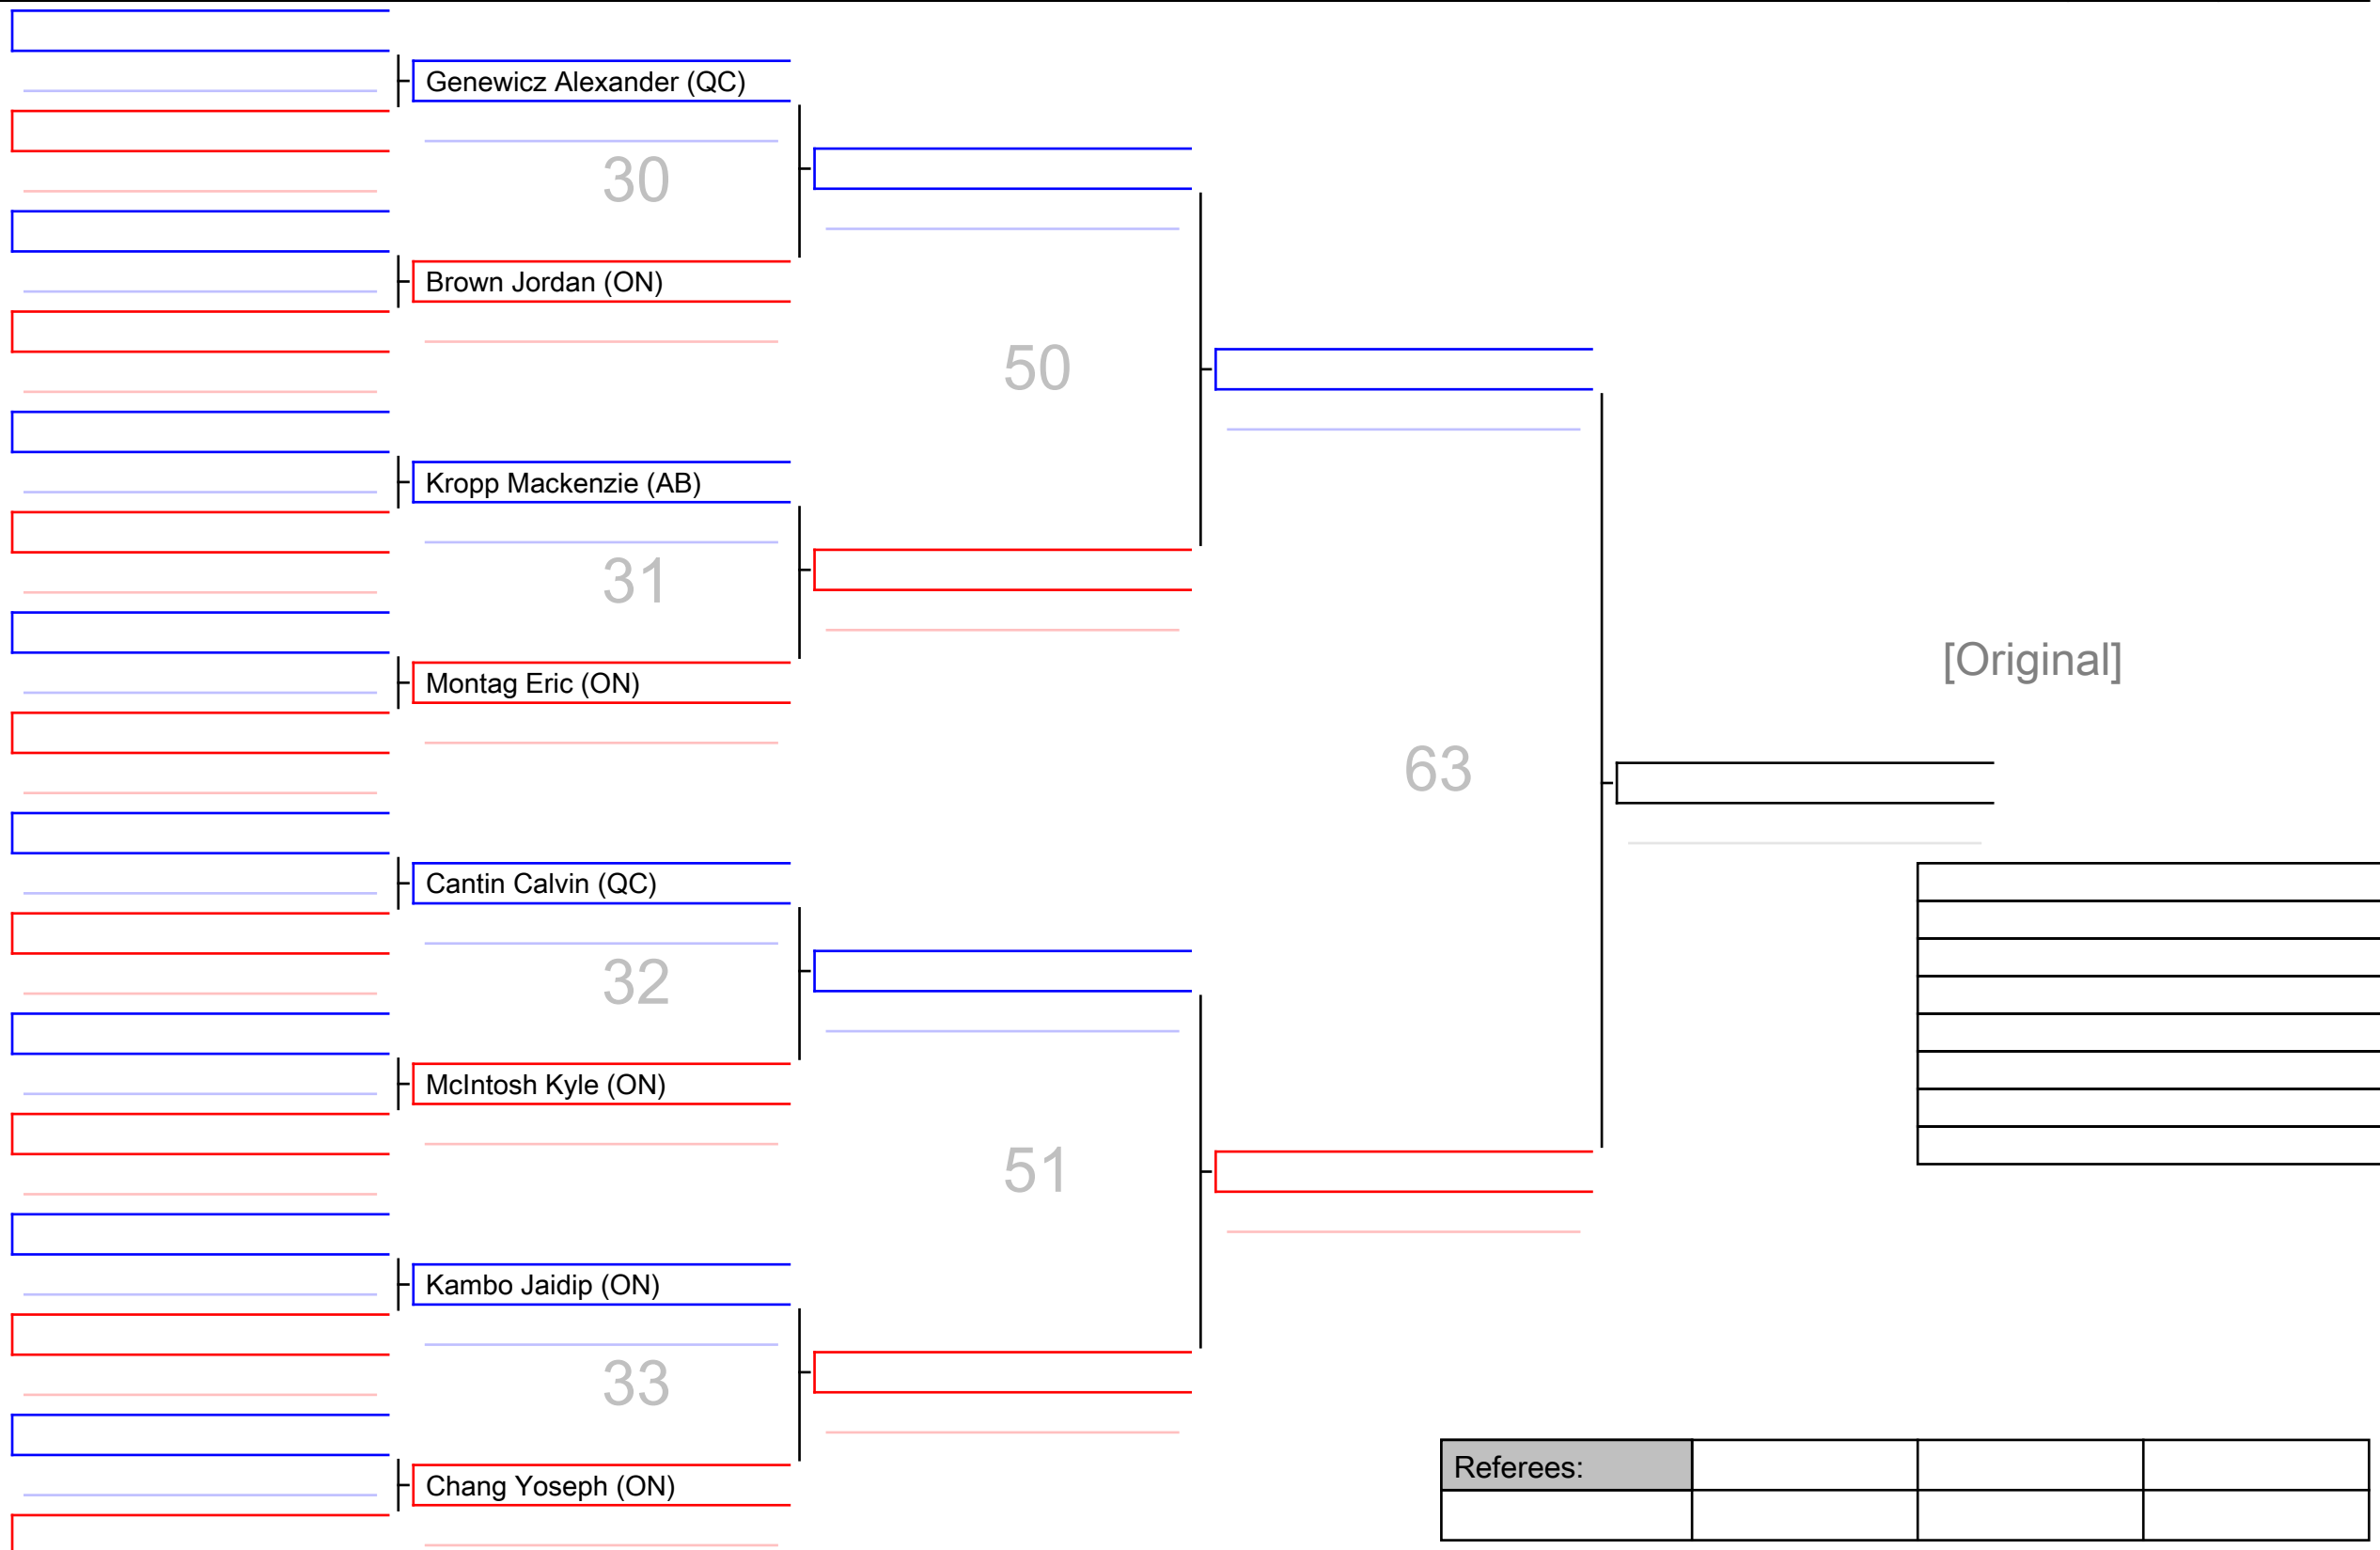 Genewicz Alexander (QC)
30
Brown Jordan (ON)
50
Kropp Mackenzie (AB)
31
[Original]
Montag Eric (ON)
63
Cantin Calvin (QC)
32
McIntosh Kyle (ON)
51
Kambo Jaidip (ON)
33
Referees:
Chang Yoseph (ON)